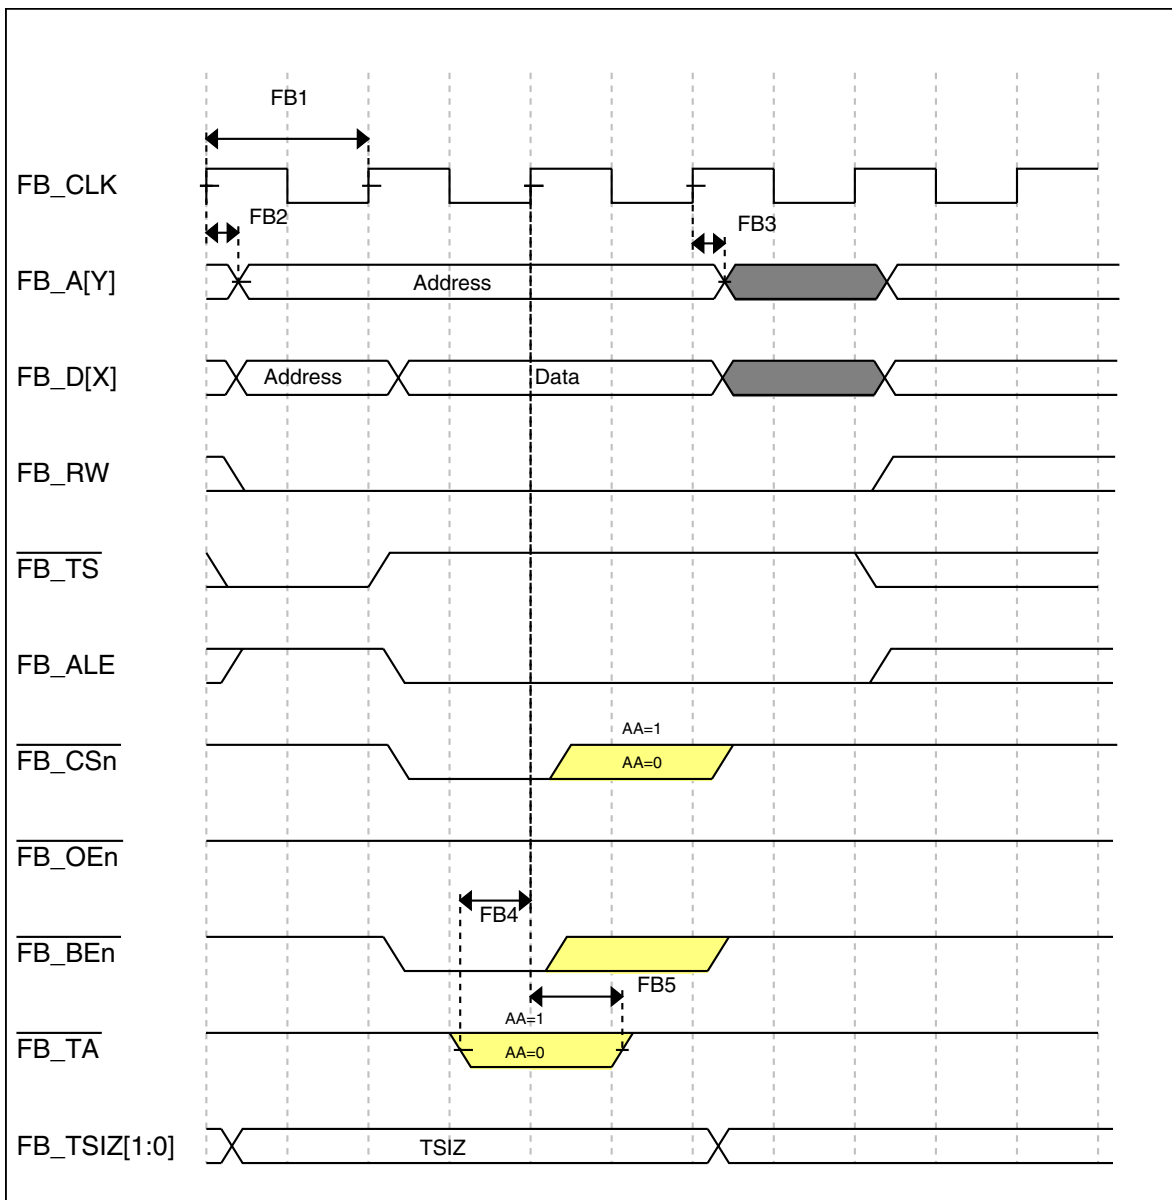 FB1
FB_CLK
FB2
FB3
FB_A[Y]
Address
FB_D[X]
Address
Data
FB_RW
FB_TS
FB_ALE
AA=1
FB_CSn
AA=0
FB_OEn
FB4
FB_BEn
FB5
AA=1
FB_TA
AA=0
FB_TSIZ[1:0]
TSIZ